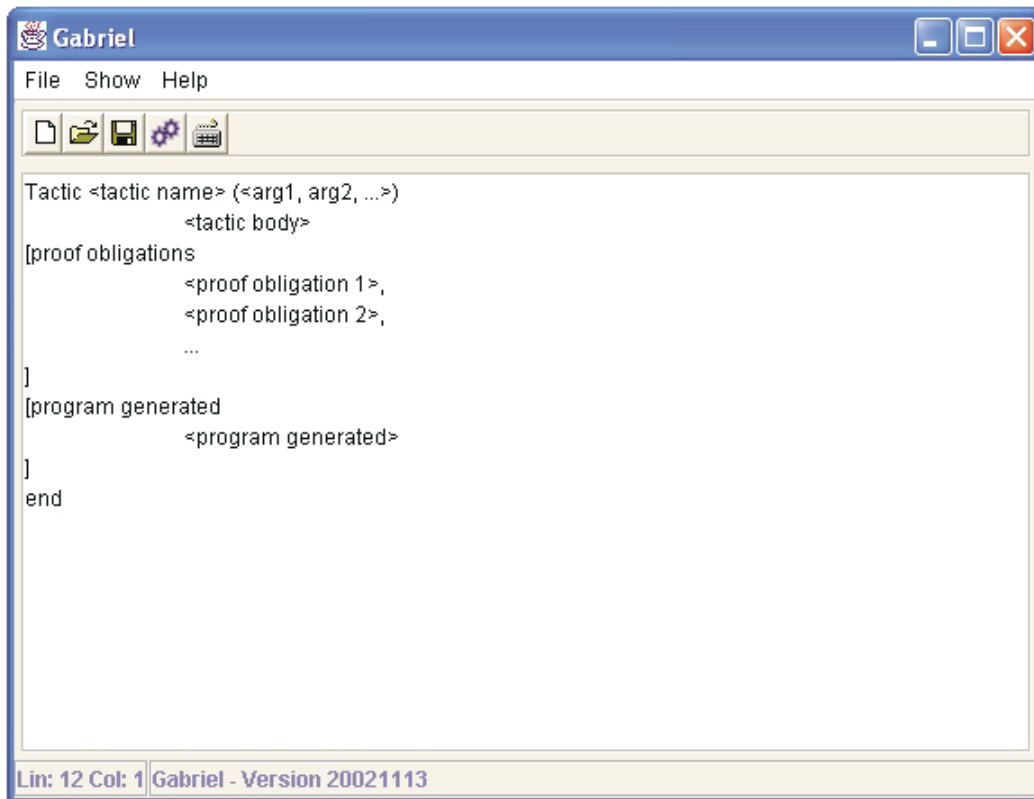 Gabriel
File Show Help
Tactic <tactic name> (<arg1, arg2, ...>)
<tactic body>
[proof obligations
<proof obligation 1>,
<proof obligation 2>,
...
]
[program generated
<program generated>
]
end
Lin: 12 Col: 1 Gabriel - Version 20021113